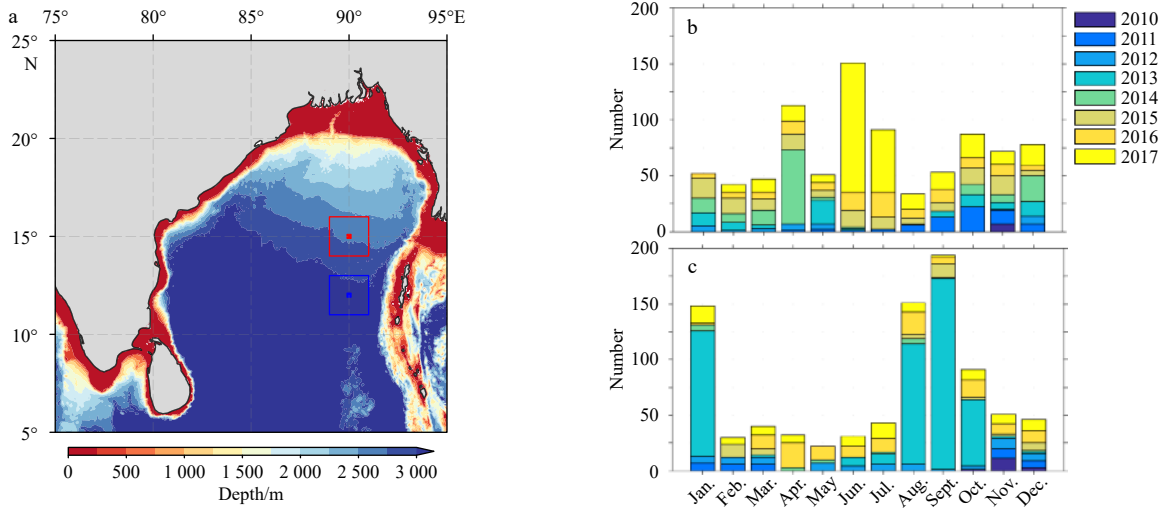 a
75°
80°
85°
90°
95°E
25°
N
20°
15°
10°
5°
0
500
1 000
1 500
2 000
2 500
3 000
Depth/m
b
200
150
100
50
0
Number
2010
2011
2012
2013
2014
2015
2016
2017
c
200
150
100
50
0
Number
Jan.
Feb.
Mar.
Apr.
May
Jun.
Jul.
Aug.
Sept.
Oct.
Nov.
Dec.